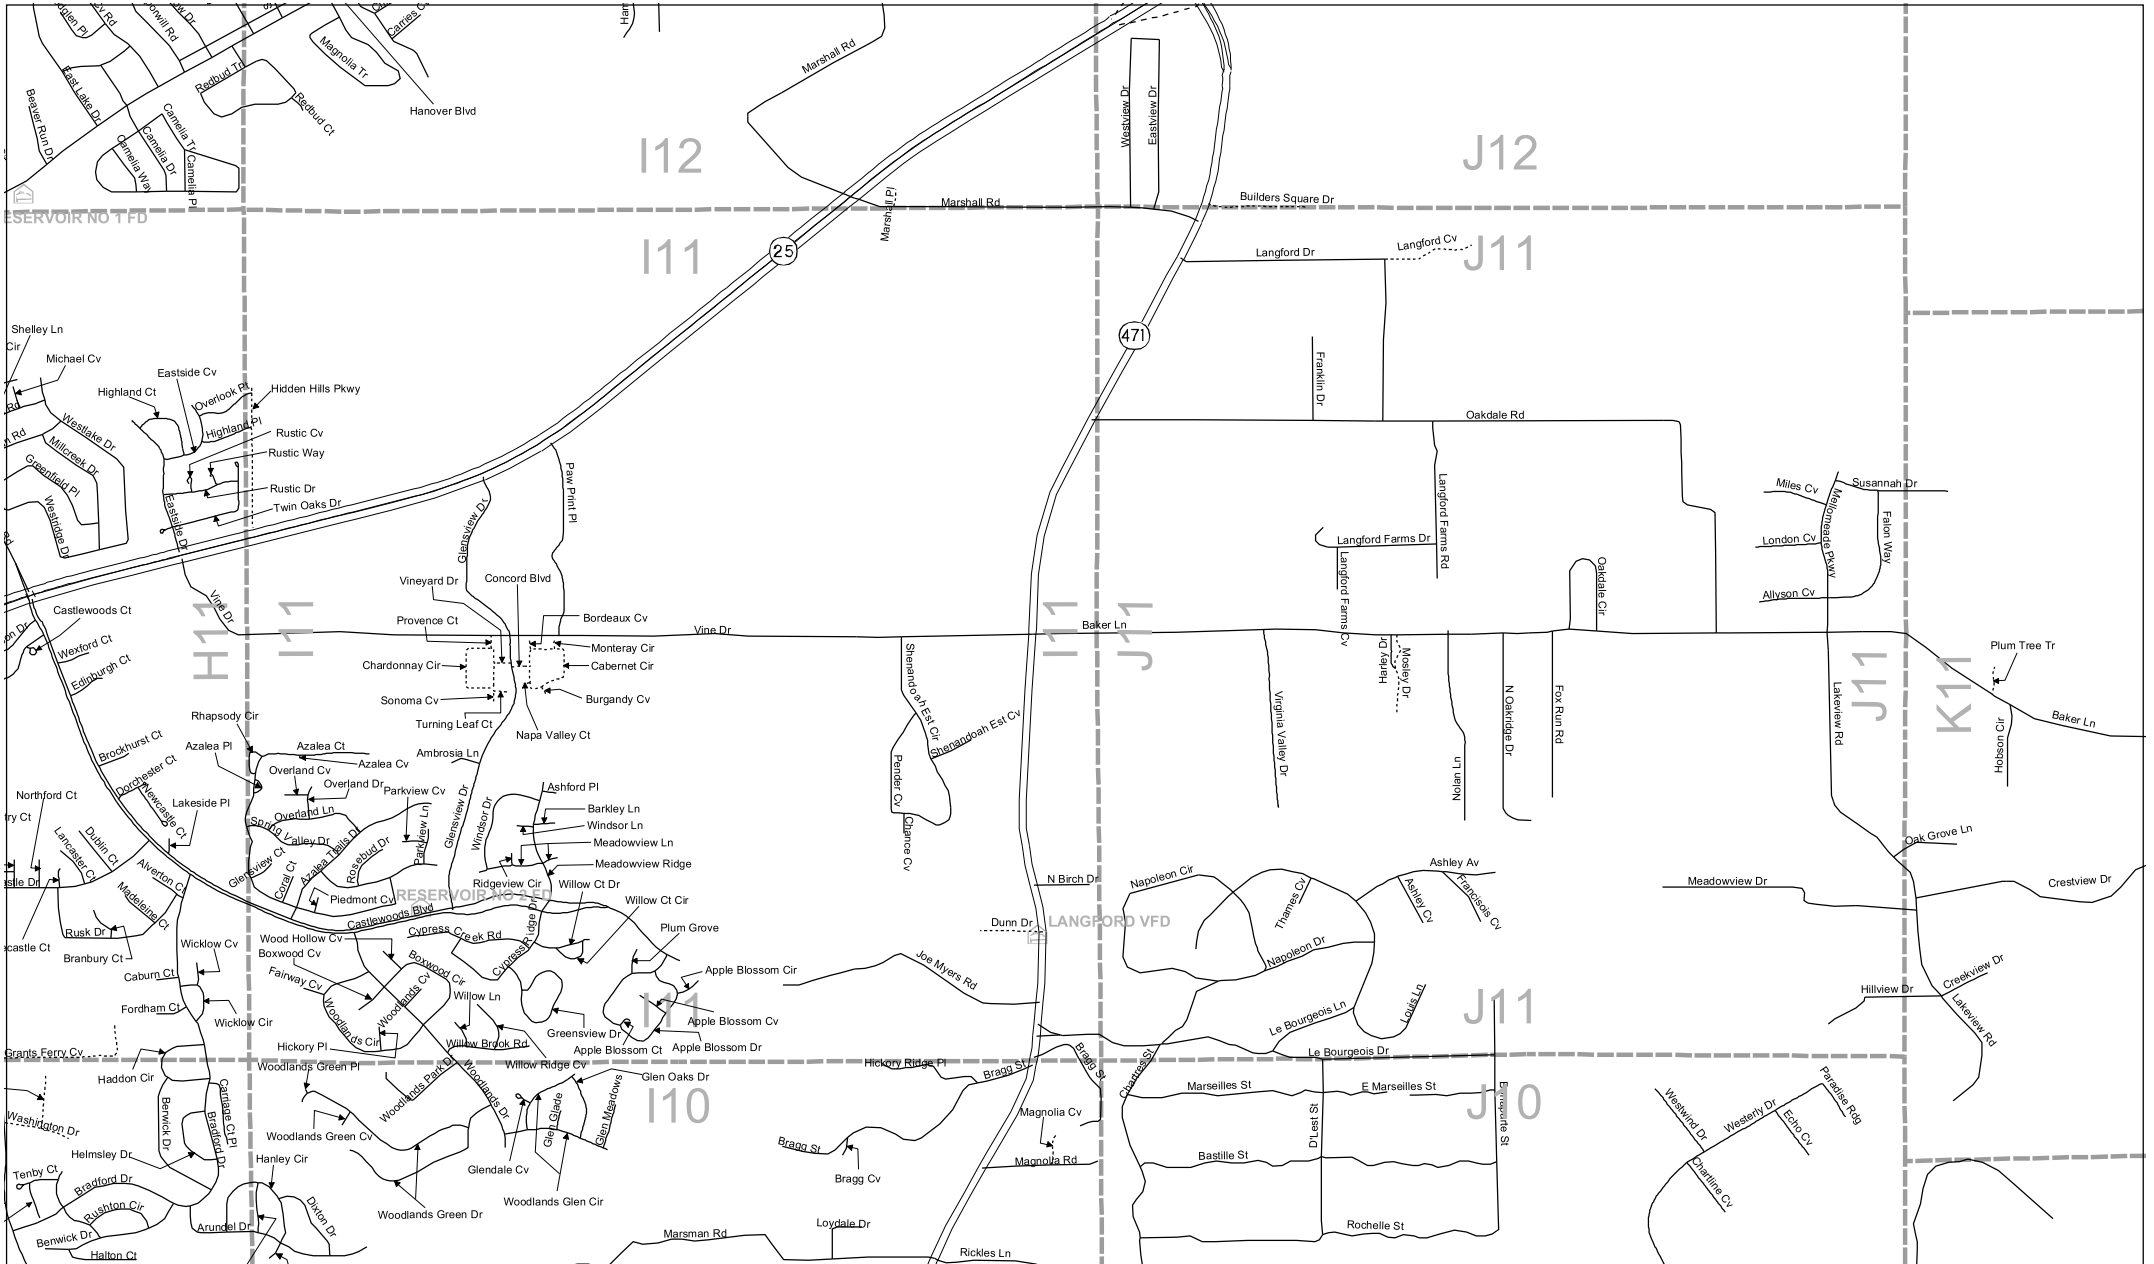 Hanover Blvd
Magnolia Tr
Redbud Tr
Redbud Ct
East Lake Dr
Beaver Run Dr
Camelia Tr
Camelia Dr
Camelia Way
Camelia Pl
Marshall Rd
I12
J12
Westview Dr
Eastview Dr
ESERVOIR NO 1 FD
Marshall Pl
Marshall Rd
Builders Square Dr
I11
25
J11
Langford Dr
Langford Cv
471
Shelley Ln
Cir
Michael Cv
Eastside Cv
Highland Ct
Overlook Pt
Hidden Hills Pkwy
Highland Pl
Rustic Cv
Rustic Way
Rustic Dr
Twin Oaks Dr
Westlake Dr
Millcreek Dr
Greenfield Pl
Westridge Dr
Eastside Dr
Franklin Dr
Oakdale Rd
Paw Print Pl
Glensview Dr
Langford Farms Rd
Langford Farms Dr
Langford Farms Cv
Oakdale Cir
Miles Cv
Susannah Dr
Mellomeade Pkwy
Falon Way
London Cv
Allyson Cv
Castlewoods Ct
Wexford Ct
Edinburgh Ct
Vine Dr
H11
I11
Vineyard Dr
Concord Blvd
Provence Ct
Bordeaux Cv
Vine Dr
Monteray Cir
Chardonnay Cir
Cabernet Cir
Sonoma Cv
Burgandy Cv
Turning Leaf Ct
Napa Valley Ct
Baker Ln
I11
J11
Shenandoah Est Cir
Shenandoah Est Cv
Pender Cv
Chance Cv
Virginia Valley Dr
Harley Dr
Mosley Dr
Nolan Ln
N Oakridge Dr
Fox Run Rd
Lakeview Rd
J11
K11
Plum Tree Tr
Baker Ln
Hobson Cir
Rhapsody Cir
Azalea Pl
Azalea Ct
Azalea Cv
Overland Cv
Overland Dr
Overland Ln
Parkview Cv
Parkview Ln
Ambrosia Ln
Brockhurst Ct
Dorchester Ct
Newcastle Ct
Northford Ct
Lakeside Pl
Spring Valley Dr
Azalea Trails Dr
Rosebud Dr
Glensview Ct
Coral Ct
Piedmont Cv
Glensview Dr
Windsor Dr
Ashford Pl
Barkley Ln
Windsor Ln
Meadowview Ln
Meadowview Ridge
Ridgeview Cir
Willow Ct Dr
Willow Ct Cir
RESERVOIR NO 2 FD
Castlewoods Blvd
Lancaster Ct
Dublin Ct
Alverton Ct
Madeleine Ct
Rusk Dr
Branbury Ct
Wicklow Cv
Caburn Ct
Fordham Ct
Wicklow Cir
Wood Hollow Cv
Boxwood Cv
Fairway Cv
Cypress Creek Rd
Cypress Ridge Dr
Boxwood Cir
Woodlands Cv
Woodlands Cir
Willow Ln
Hickory Pl
Willow Brook Rd
Willow Ridge Cv
Plum Grove
Apple Blossom Cir
Apple Blossom Cv
Apple Blossom Dr
Apple Blossom Ct
Greensview Dr
I11
N Birch Dr
Dunn Dr
LANGFORD VFD
Joe Myers Rd
Napoleon Cir
Thames Cv
Napoleon Dr
Ashley Av
Ashley Cv
Francisois Cv
Louis Ln
Le Bourgeois Ln
Le Bourgeois Dr
J11
Meadowview Dr
Oak Grove Ln
Crestview Dr
Creekview Dr
Hillview Dr
Lakeview Rd
Grants Ferry Cv
Haddon Cir
Washington Dr
Benwick Dr
Carriage Ct Pl
Bradford Dr
Helmsley Dr
Tenby Ct
Bradford Dr
Rushton Cir
Benwick Dr
Halton Ct
Arundel Dr
Hanley Cir
Dixton Dr
Woodlands Green Pl
Woodlands Park Dr
Woodlands Dr
Woodlands Green Cv
Woodlands Green Dr
Glen Oaks Dr
Glen Glade
Glen Meadows
Glendale Cv
Woodlands Glen Cir
I10
Hickory Ridge Pl
Bragg St
Bragg St
Bragg St
Bragg Cv
Magnolia Cv
Magnolia Rd
Marsman Rd
Loydale Dr
Rickles Ln
Chartres St
Marseilles St
E Marseilles St
D'Lest St
Bastille St
Rochelle St
J10
Westwind Dr
Westerly Dr
Paradise Rdg
Echo Cv
Chartline Cv